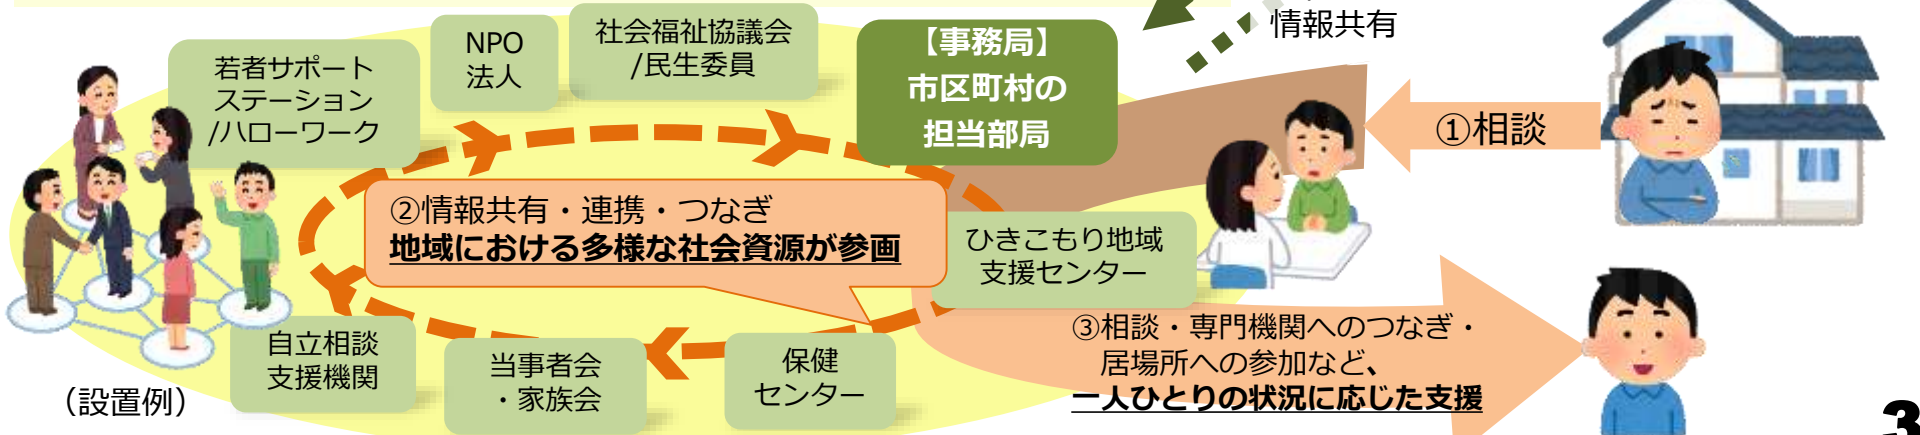 情報共有
社会福祉協議会
/民生委員
NPO
法人
【事務局】
市区町村の
担当部局
若者サポート
ステーション
/ハローワーク
①相談
②情報共有・連携・つなぎ
地域における多様な社会資源が参画
ひきこもり地域
支援センター
③相談・専門機関へのつなぎ・
居場所への参加など、
一人ひとりの状況に応じた支援
自立相談
支援機関
当事者会
・家族会
保健
センター
（設置例）
3